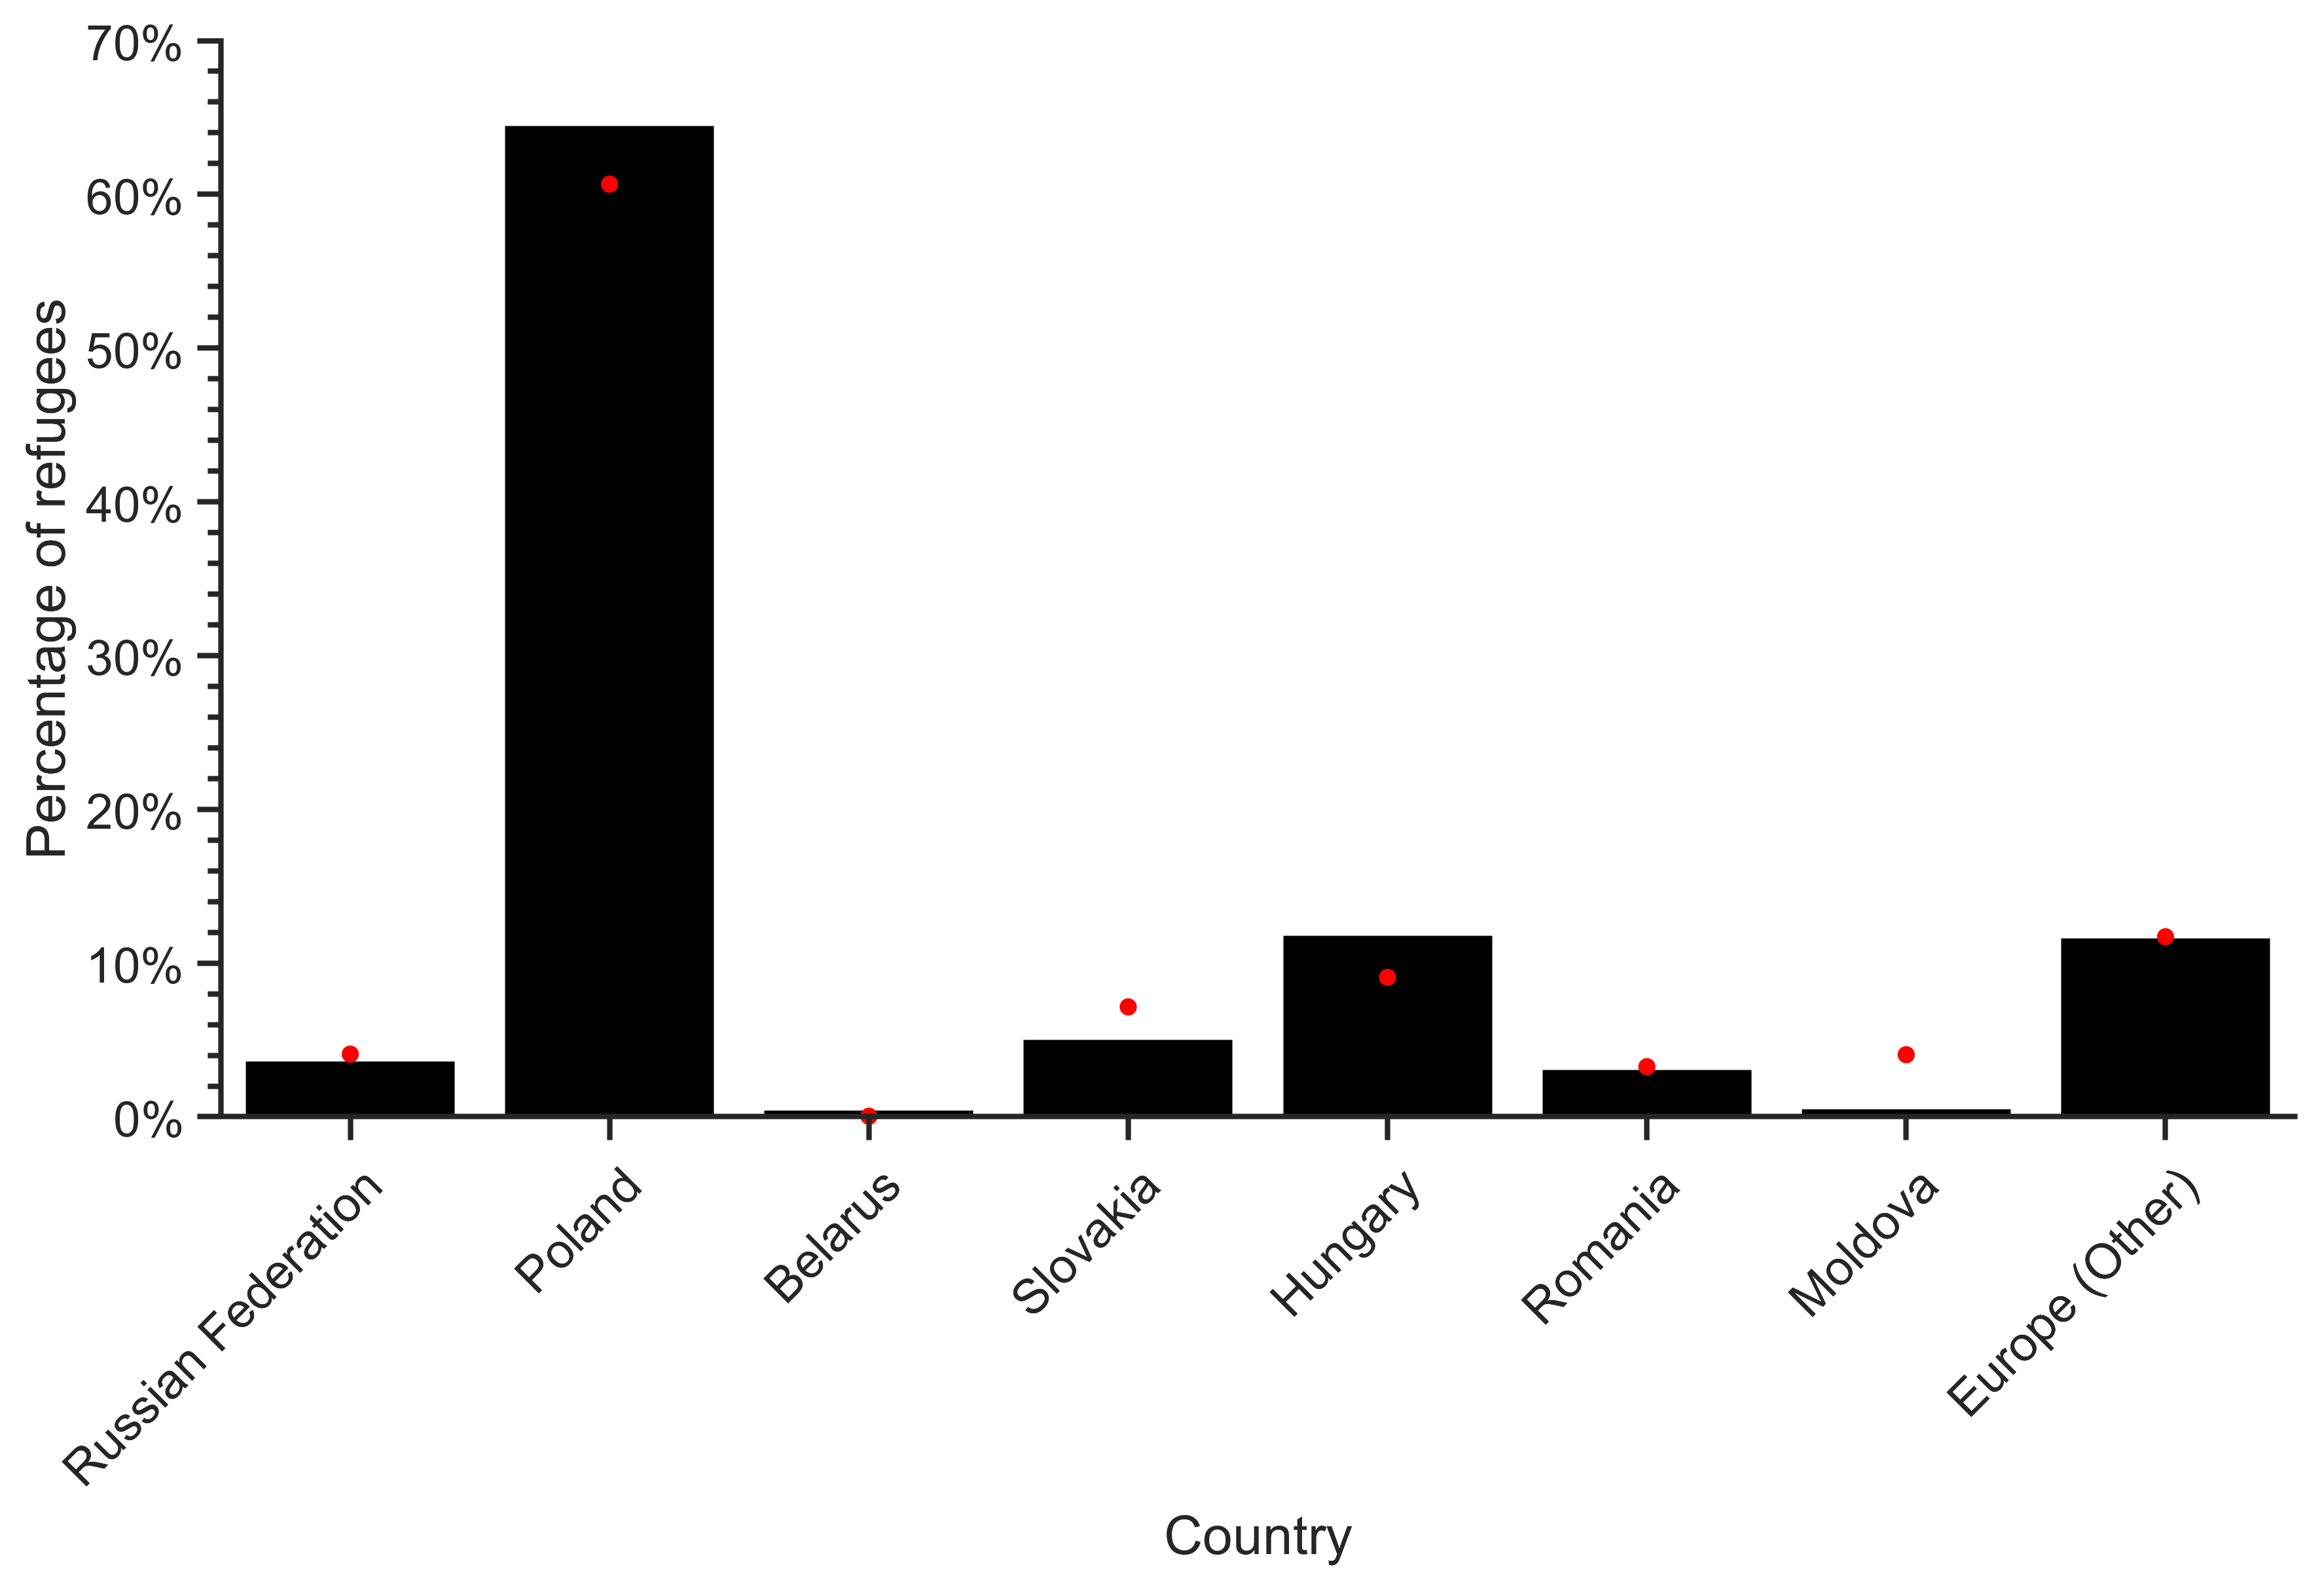 70%
60%
50%
40%
30%
20%
10%
0%
Percentage of refugees
Russian Federation
Poland
Belarus
Slovakia
Hungary
Romania
Moldova
Europe (Other)
Country